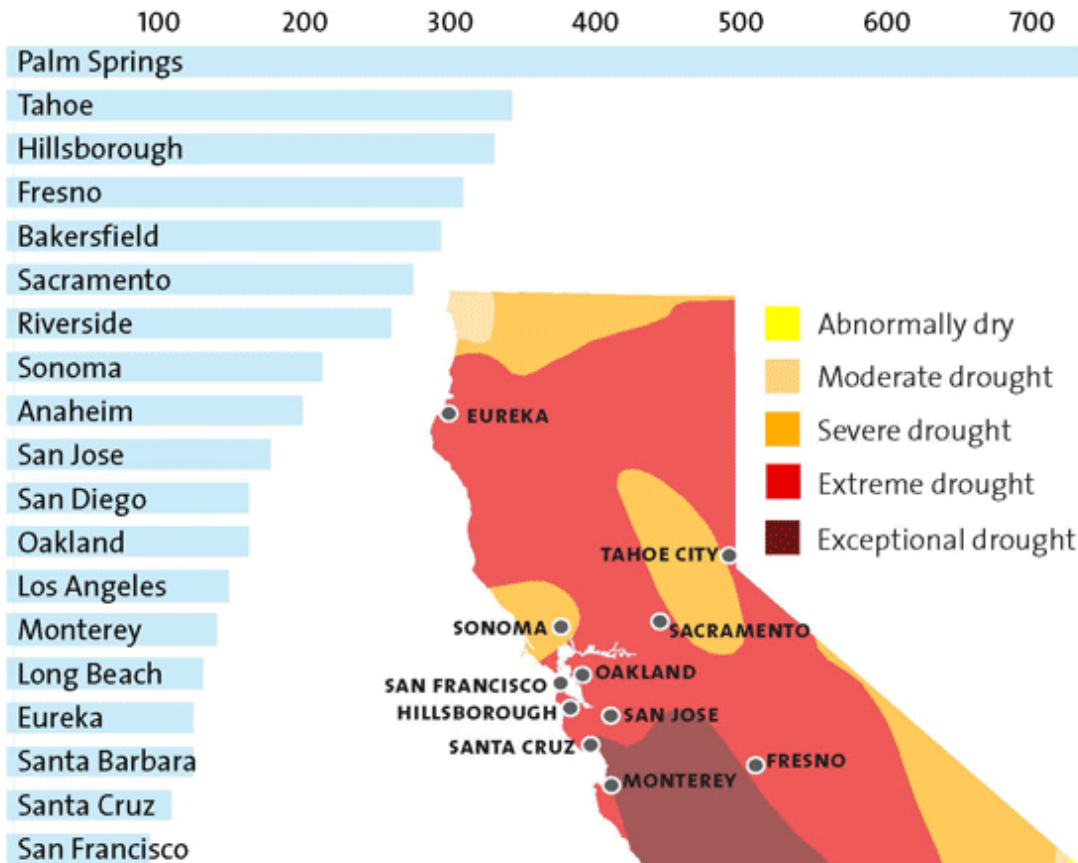 100 200 300 400 500 600 700
Palm Springs
Tahoe
Hillsborough
Fresno
Bakersfield
Sacramento
Riverside
Sonoma
Anaheim
San Jose
San Diego
Oakland
Los Angeles
Monterey
Long Beach
Eureka
Santa Barbara
Santa Cruz
San Francisco
Abnormally dry
Moderate drought
Severe drought
Extreme drought
Exceptional drought
EUREKA
TAHOE CITY
SONOMA
SACRAMENTO
OAKLAND
SAN FRANCISCO
HILLSBOROUGH
SAN JOSE
SANTA CRUZ
FRESNO
MONTEREY